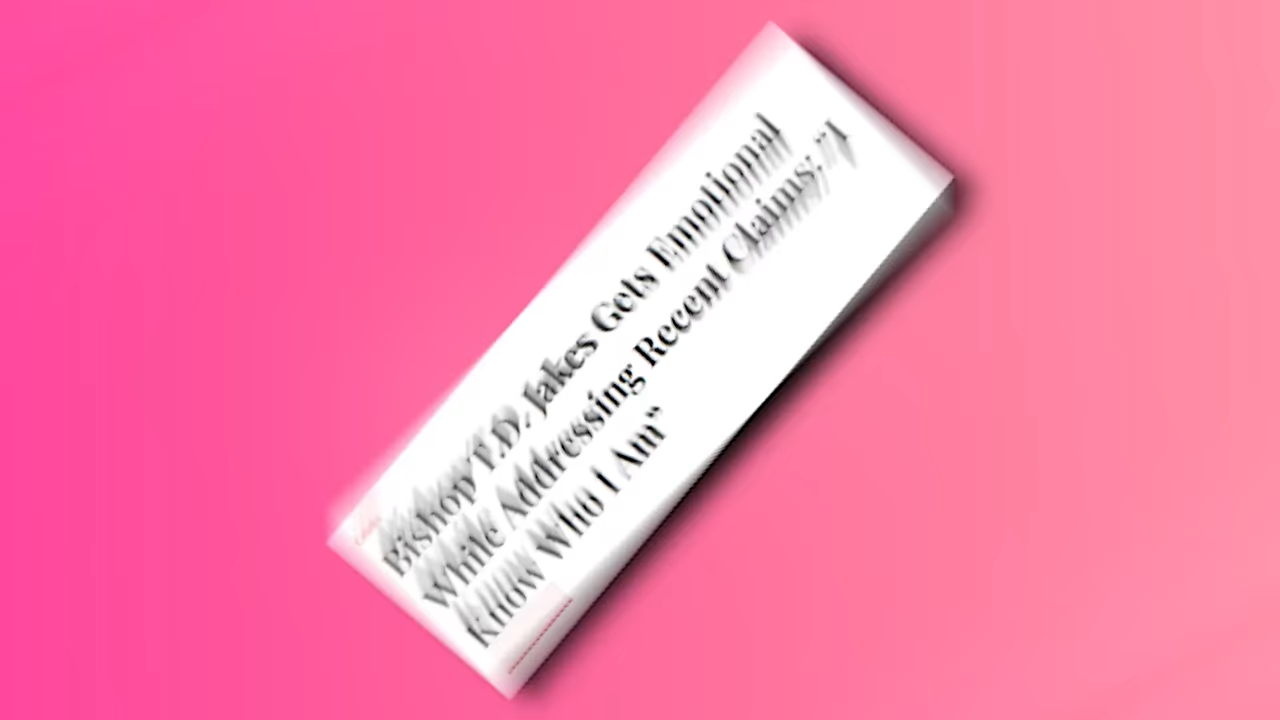 Bishop T.D. Jakes Gets Emotional
While Addressing Recent Claims; “I
Know Who I Am”